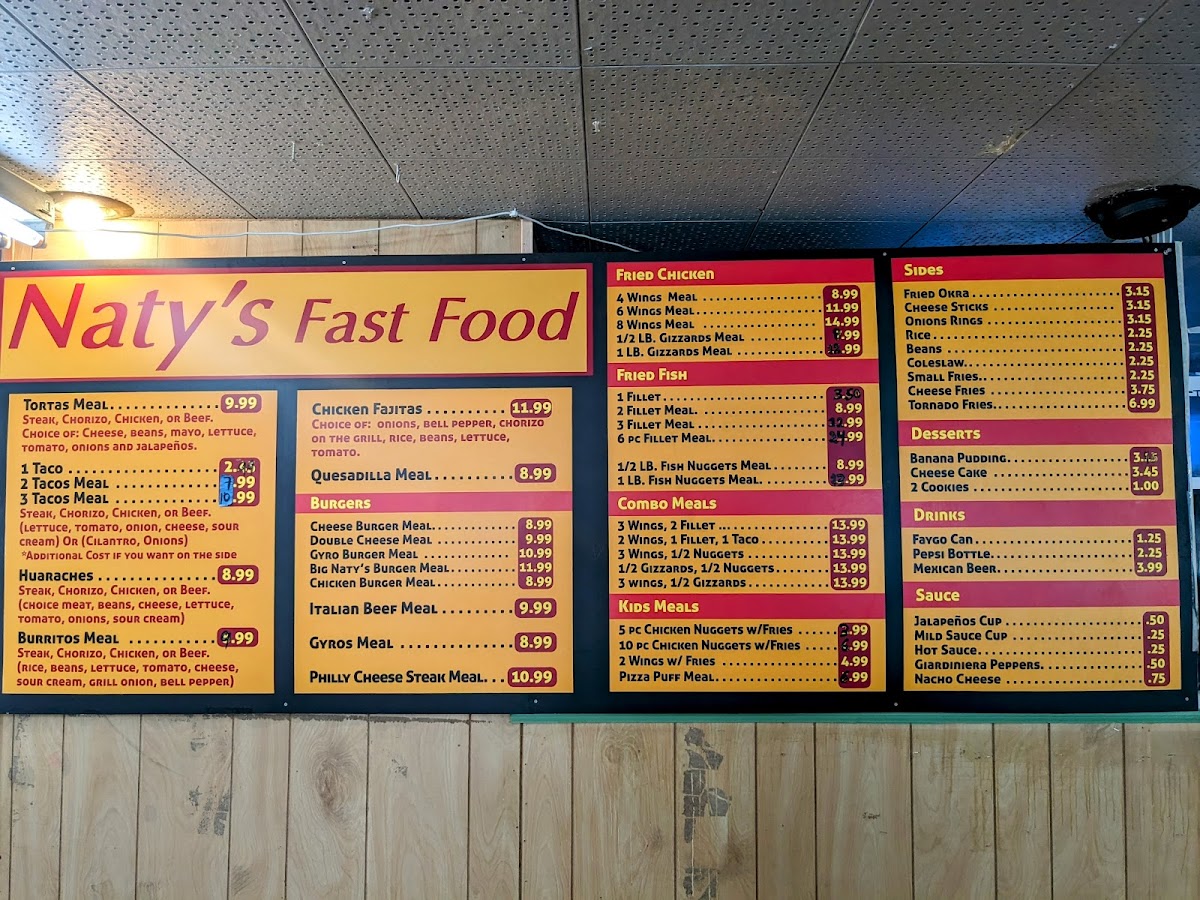 Naty's Fast Food
Tortas Meal 9.99
Steak, Chorizo, Chicken, or Beef.
Choice of: Cheese, beans, mayo, lettuce,
tomato, onions and jalapeños.
1 Taco
2 Tacos Meal 7.99
3 Tacos Meal 10.99
Steak, Chorizo, Chicken, or Beef.
(lettuce, tomato, onion, cheese, sour
cream) Or (Cilantro, Onions)
*Additional Cost if you want on the side
Huaraches 8.99
Steak, Chorizo, Chicken, or Beef.
(choice meat, beans, cheese, lettuce,
tomato, onions, sour cream)
Burritos Meal 9.99
Steak, Chorizo, Chicken, or Beef.
(rice, beans, lettuce, tomato, cheese,
sour cream, grill onion, bell pepper)
Chicken Fajitas 11.99
Choice of: onions, bell pepper, chorizo
on the grill, rice, beans, lettuce,
tomato.
Quesadilla Meal 8.99
Burgers
Cheese Burger Meal 8.99
Double Cheese Meal 9.99
Gyro Burger Meal 10.99
Big Naty's Burger Meal 11.99
Chicken Burger Meal 8.99
Italian Beef Meal 9.99
Gyros Meal 8.99
Philly Cheese Steak Meal 10.99
Fried Chicken
4 Wings Meal 8.99
6 Wings Meal 11.99
8 Wings Meal 14.99
1/2 LB. Gizzards Meal .99
1 LB. Gizzards Meal .99
Fried Fish
1 Fillet
2 Fillet Meal 8.99
3 Fillet Meal 12.99
6 pc Fillet Meal 24.99
1/2 LB. Fish Nuggets Meal 8.99
1 LB. Fish Nuggets Meal .99
Combo Meals
3 Wings, 2 Fillet 13.99
2 Wings, 1 Fillet, 1 Taco 13.99
3 Wings, 1/2 Nuggets 13.99
1/2 Gizzards, 1/2 Nuggets 13.99
3 wings, 1/2 Gizzards 13.99
Kids Meals
5 pc Chicken Nuggets w/Fries .99
10 pc Chicken Nuggets w/Fries .99
2 Wings w/ Fries 4.99
Pizza Puff Meal .99
Sides
Fried Okra 3.15
Cheese Sticks 3.15
Onions Rings 3.15
Rice 2.25
Beans 2.25
Coleslaw 2.25
Small Fries 2.25
Cheese Fries 3.75
Tornado Fries 6.99
Desserts
Banana Pudding
Cheese Cake 3.45
2 Cookies 1.00
Drinks
Faygo Can 1.25
Pepsi Bottle 2.25
Mexican Beer 3.99
Sauce
Jalapeños Cup .50
Mild Sauce Cup .25
Hot Sauce .25
Giardiniera Peppers .50
Nacho Cheese .75